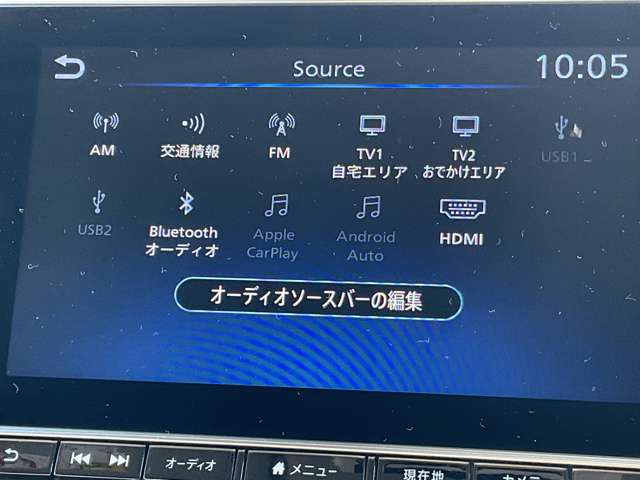 Source
10:05
AM
交通情報
FM
TV1
自宅エリア
TV2
おでかけエリア
USB1
USB2
Bluetooth
オーディオ
Apple
CarPlay
Android
Auto
HDMI
オーディオソースバーの編集
オーディオ
メニュー
現在地
カメラ